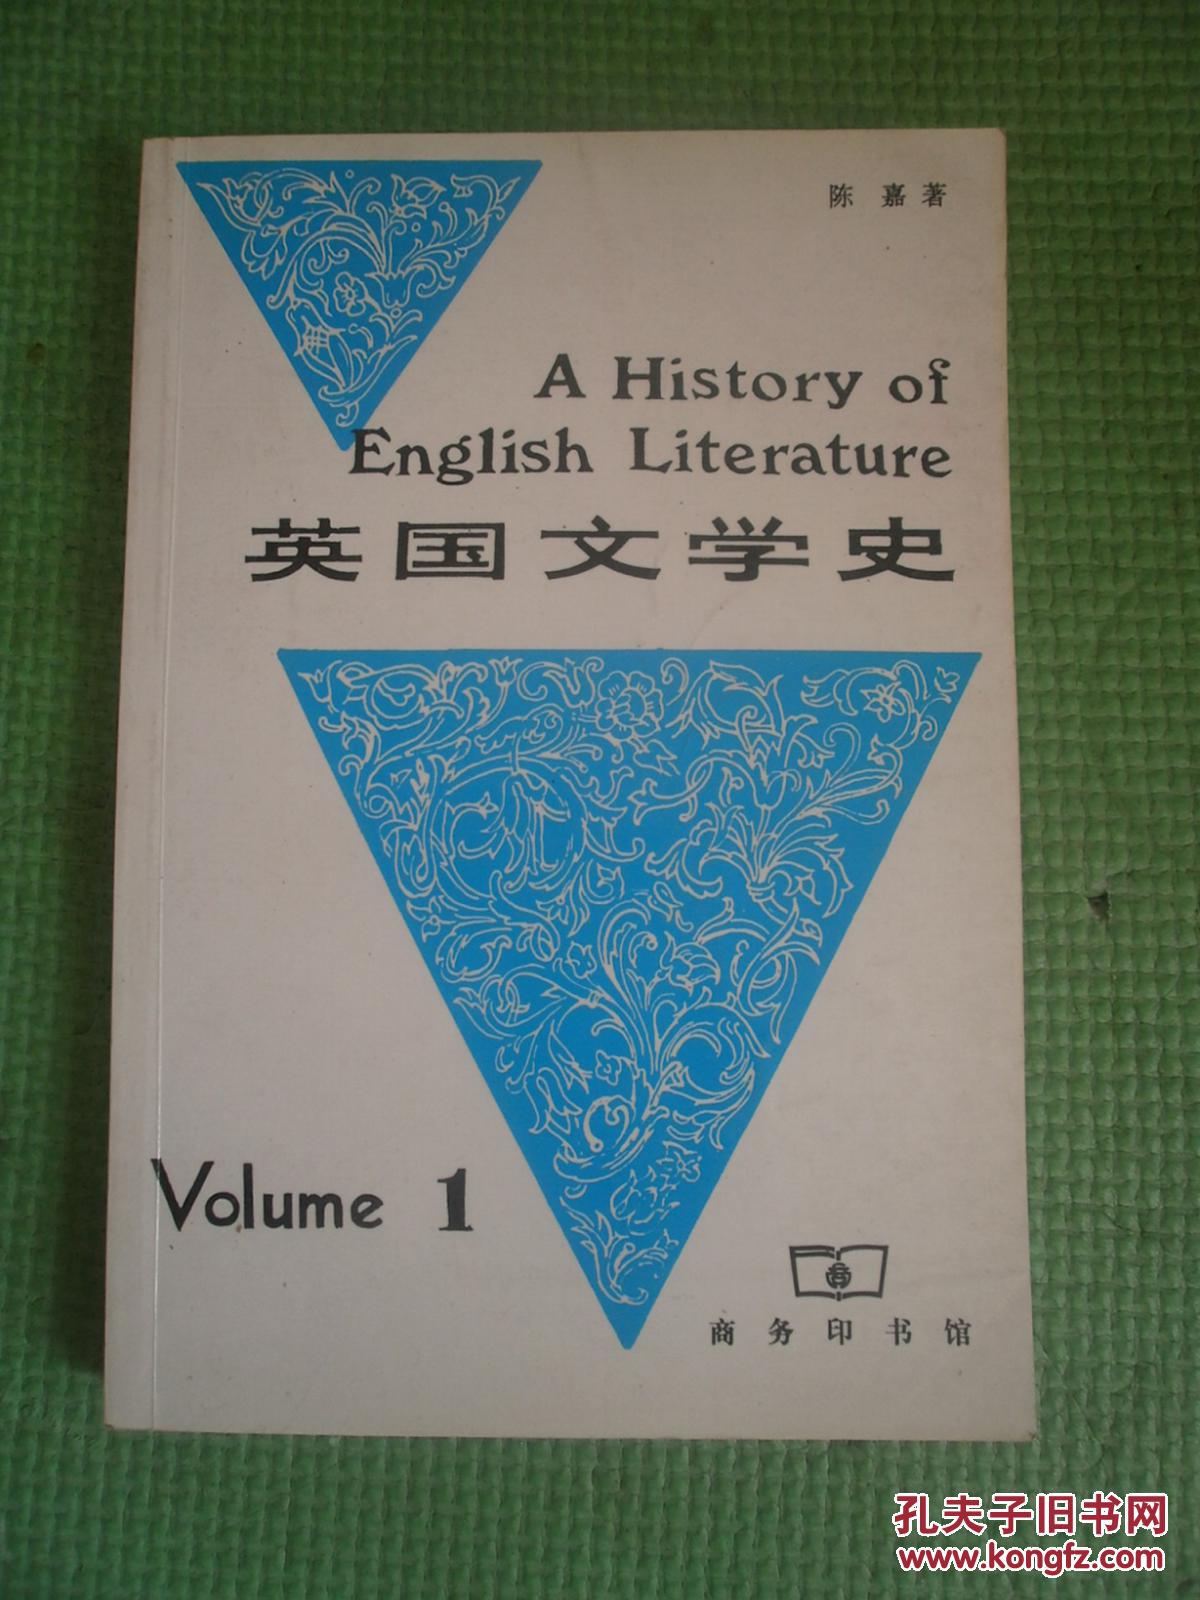 陈 嘉 著
A History of
English Literature
英国文学史
Volume 1
商务印书馆
孔夫子旧书网
www.kongfz.com